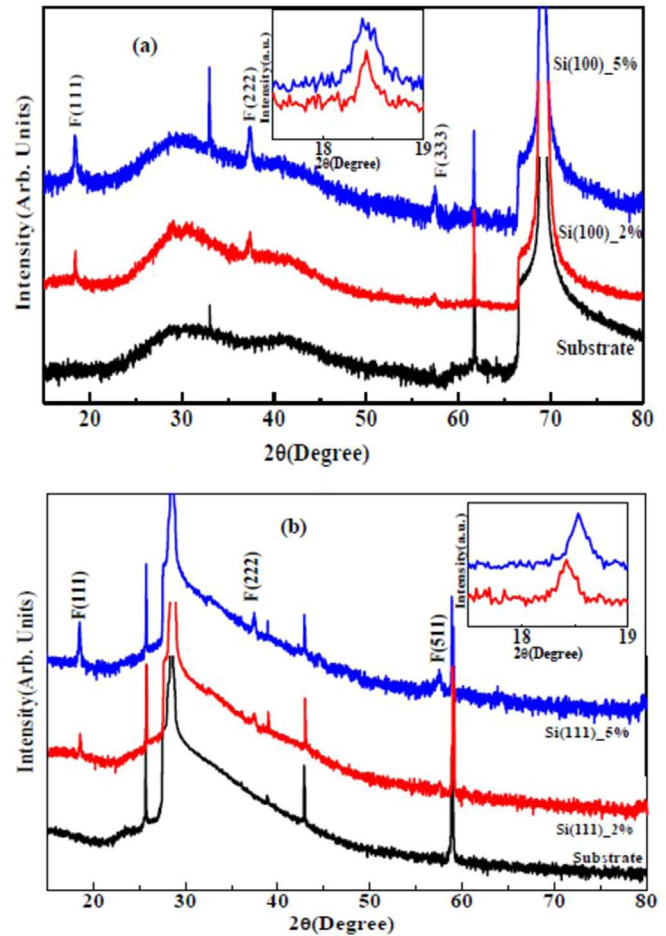 (a)
Intensity (Arb. Units)
F(111)
F(222)
F(333)
Intensity(a.u.)
18
19
2θ(Degree)
Si(100)_5%
Si(100)_2%
Substrate
20 30 40 50 60 70 80
2θ(Degree)
(b)
Intensity(Arb. Units)
F(111)
F(222)
F(511)
Intensity(a.u.)
18
19
2θ(Degree)
Si(111)_5%
Si(111)_2%
Substrate
20 30 40 50 60 70 80
2θ(Degree)